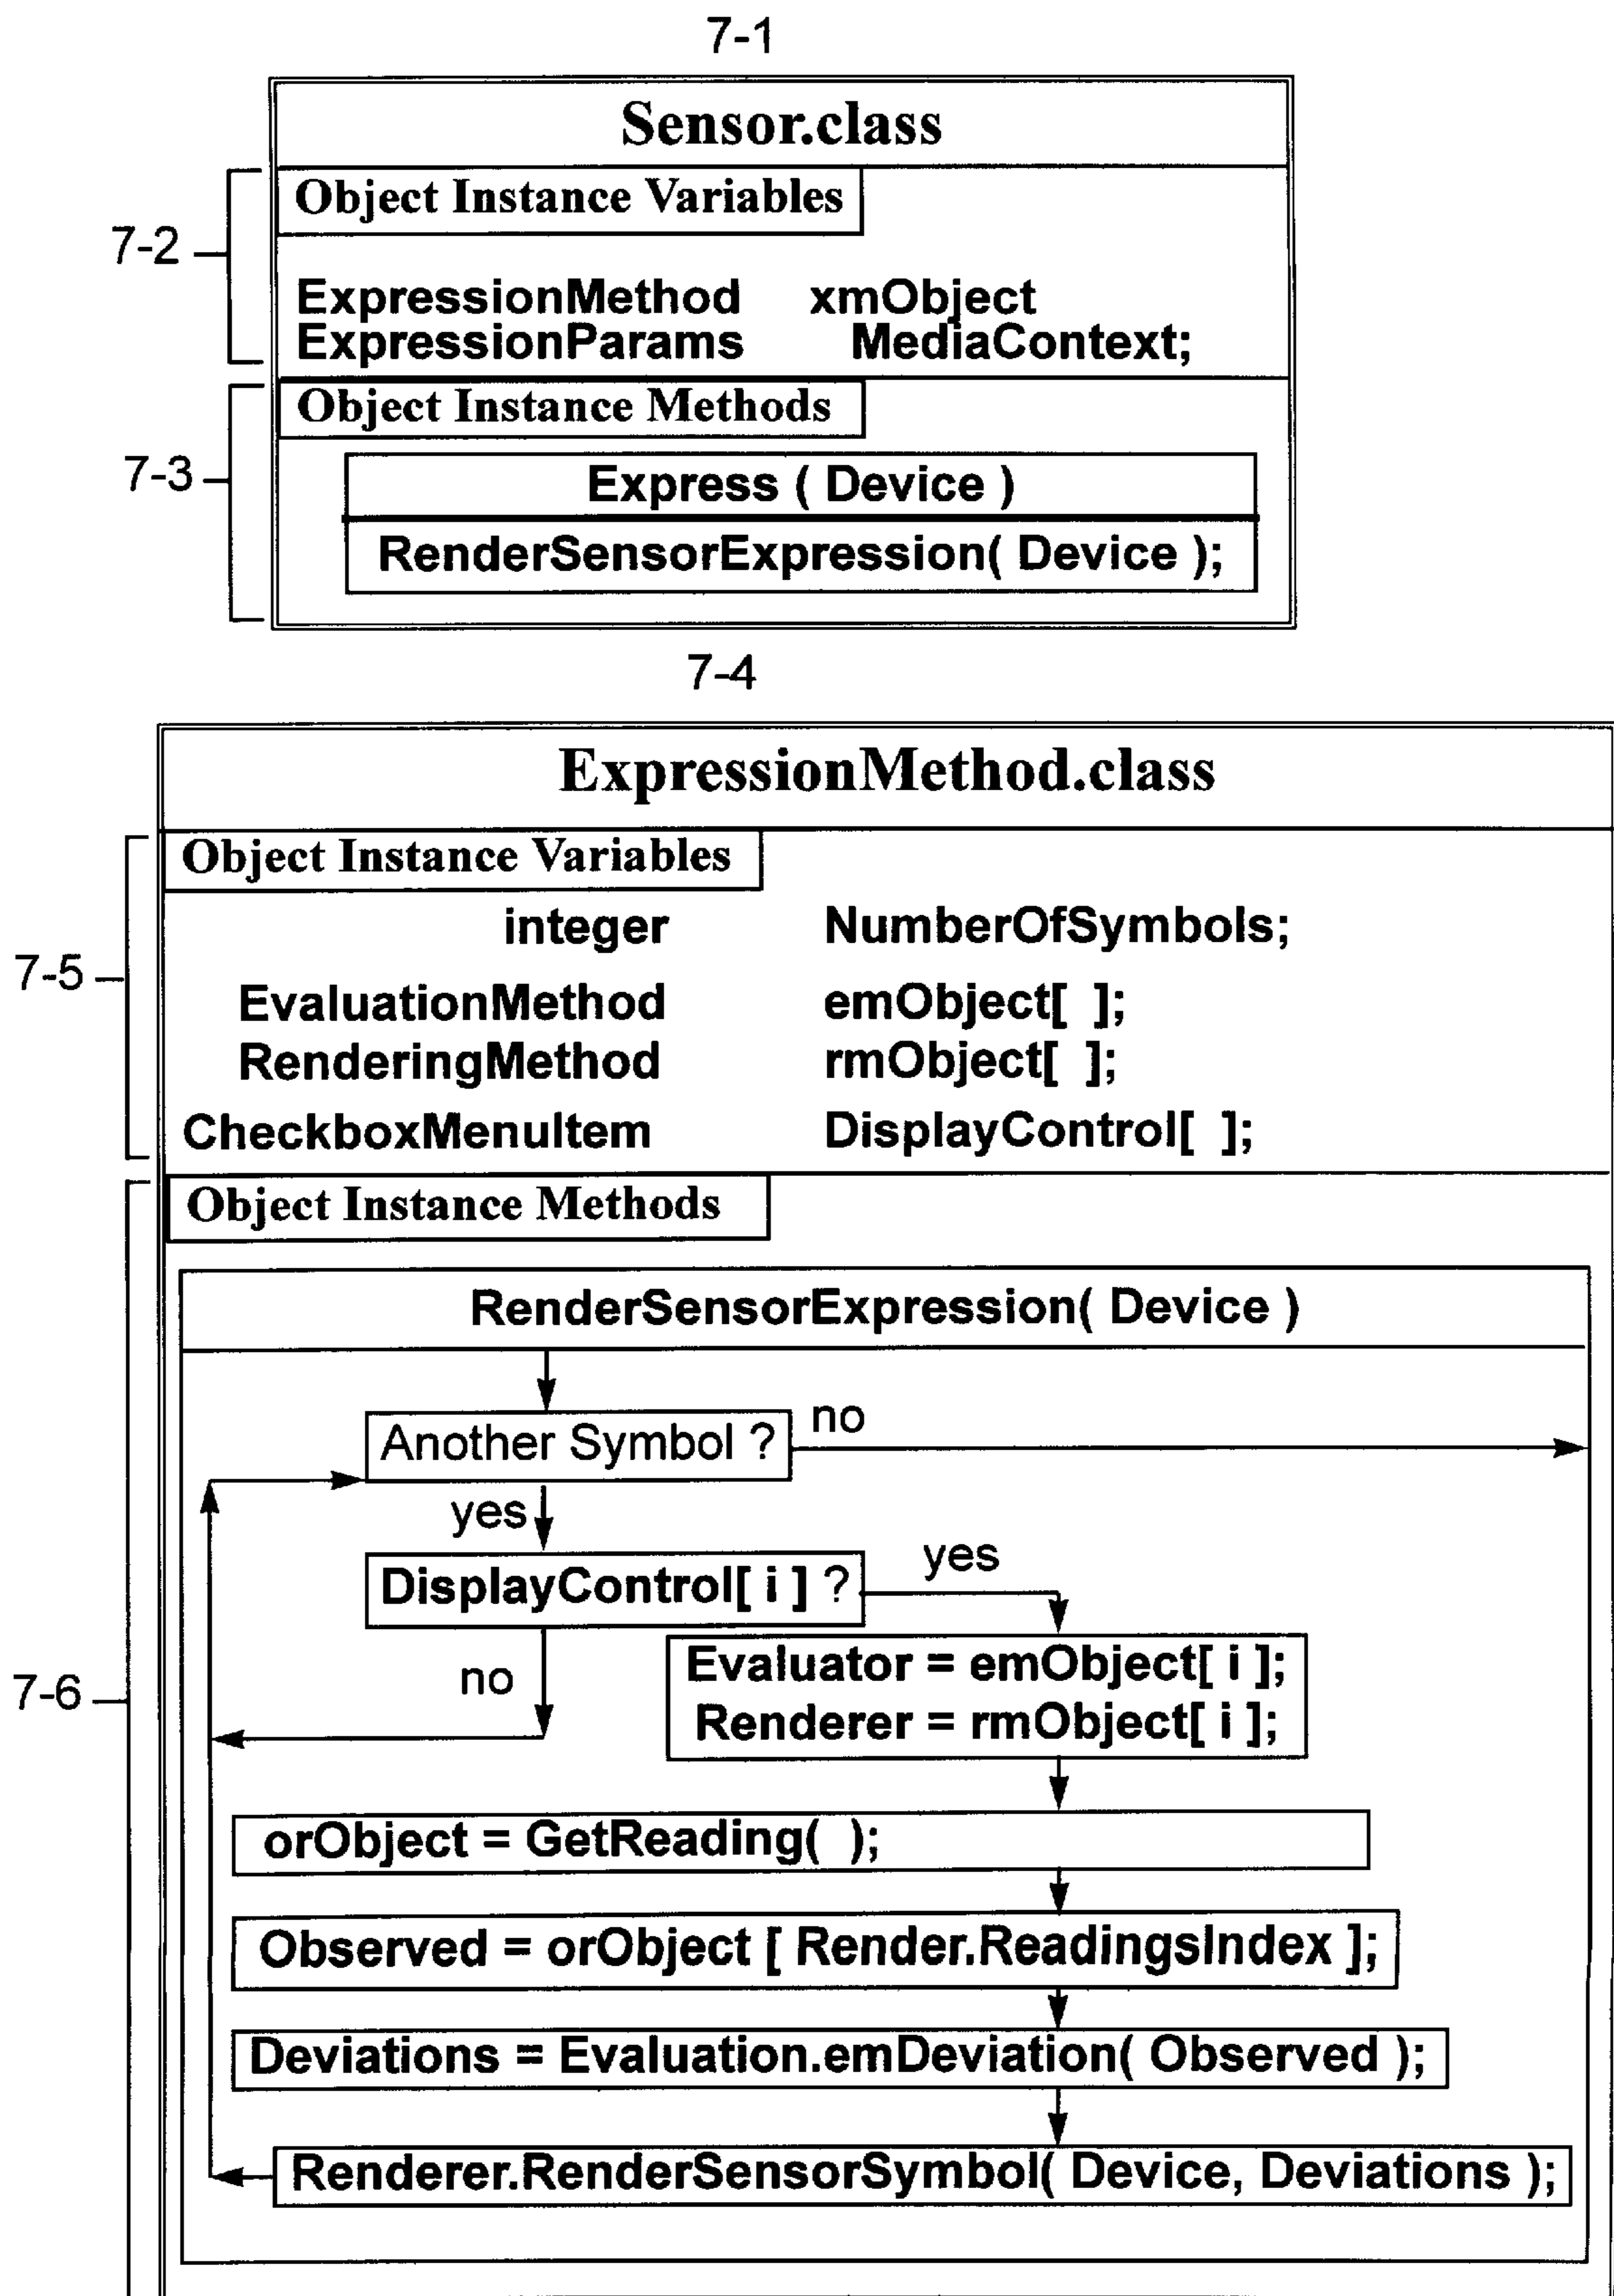 7-1
Sensor.class
Object Instance Variables
7-2
ExpressionMethod xmObject
ExpressionParams MediaContext;
Object Instance Methods
7-3
Express ( Device )
RenderSensorExpression( Device );
7-4
ExpressionMethod.class
Object Instance Variables
integer NumberOfSymbols;
7-5
EvaluationMethod emObject[ ];
RenderingMethod rmObject[ ];
CheckboxMenuItem DisplayControl[ ];
Object Instance Methods
RenderSensorExpression( Device )
Another Symbol ?
no
yes
DisplayControl[ i ] ?
yes
no
7-6
Evaluator = emObject[ i ];
Renderer = rmObject[ i ];
orObject = GetReading( );
Observed = orObject [ Render.ReadingsIndex ];
Deviations = Evaluation.emDeviation( Observed );
Renderer.RenderSensorSymbol( Device, Deviations );